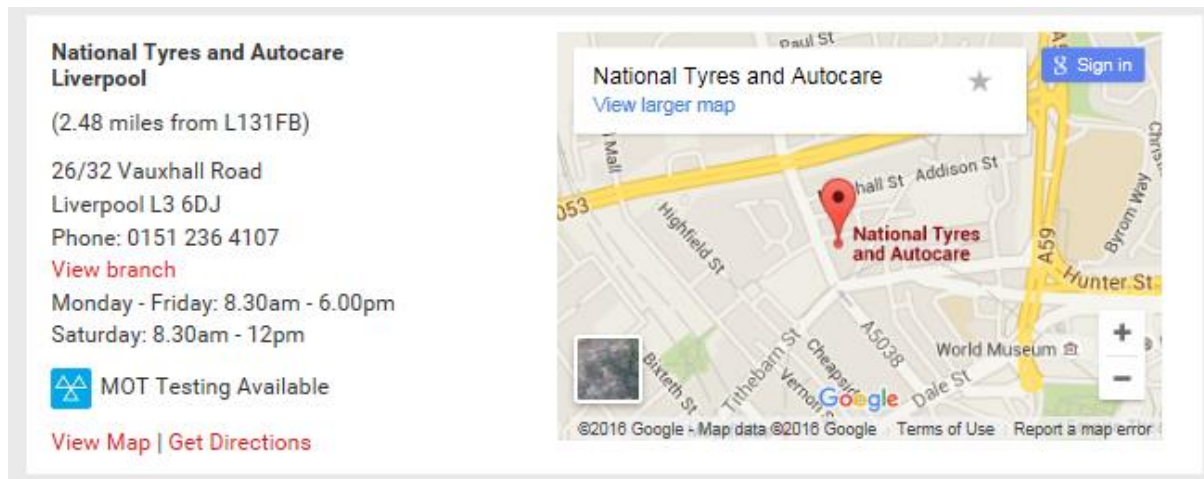 National Tyres and Autocare
Liverpool
(2.48 miles from L131FB)
26/32 Vauxhall Road
Liverpool L3 6DJ
Phone: 0151 236 4107
View branch
Monday - Friday: 8.30am - 6.00pm
Saturday: 8.30am - 12pm
MOT Testing Available
View Map | Get Directions
Paul St
National Tyres and Autocare
View larger map
Sign in
Mall
Addison St
hall St
053
Highfield St
National Tyres
and Autocare
A59
Byrom Way
Hunter St
A5038
World Museum
Bixteth St
Tithebarn St
Cheapside
Vernon
Dale St
Google
©2016 Google - Map data ©2016 Google
Terms of Use
Report a map error